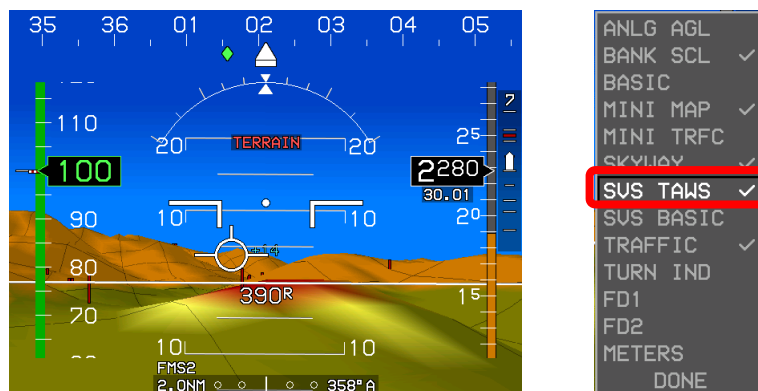 35 36 01 02 03 04 05
110
20 TERRAIN 20
100
90
10 10
+14
80
390R
70
10 10
FMS2
2.0NM 358° A
7
25
2280
30.01
20
15
ANLG AGL
BANK SCL ✓
BASIC
MINI MAP ✓
MINI TRFC
SKYWAY ✓
SVS TAWS ✓
SVS BASIC
TRAFFIC ✓
TURN IND
FD1
FD2
METERS
DONE